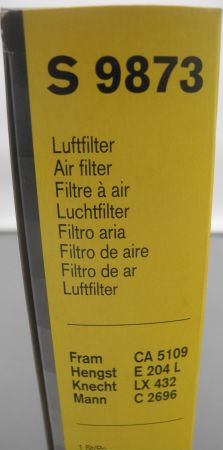 S 9873
Luftfilter
Air filter
Filtre à air
Luchtfilter
Filtro aria
Filtro de aire
Filtro de ar
Luftfilter
Fram CA 5109
Hengst E 204 L
Knecht LX 432
Mann C 2696